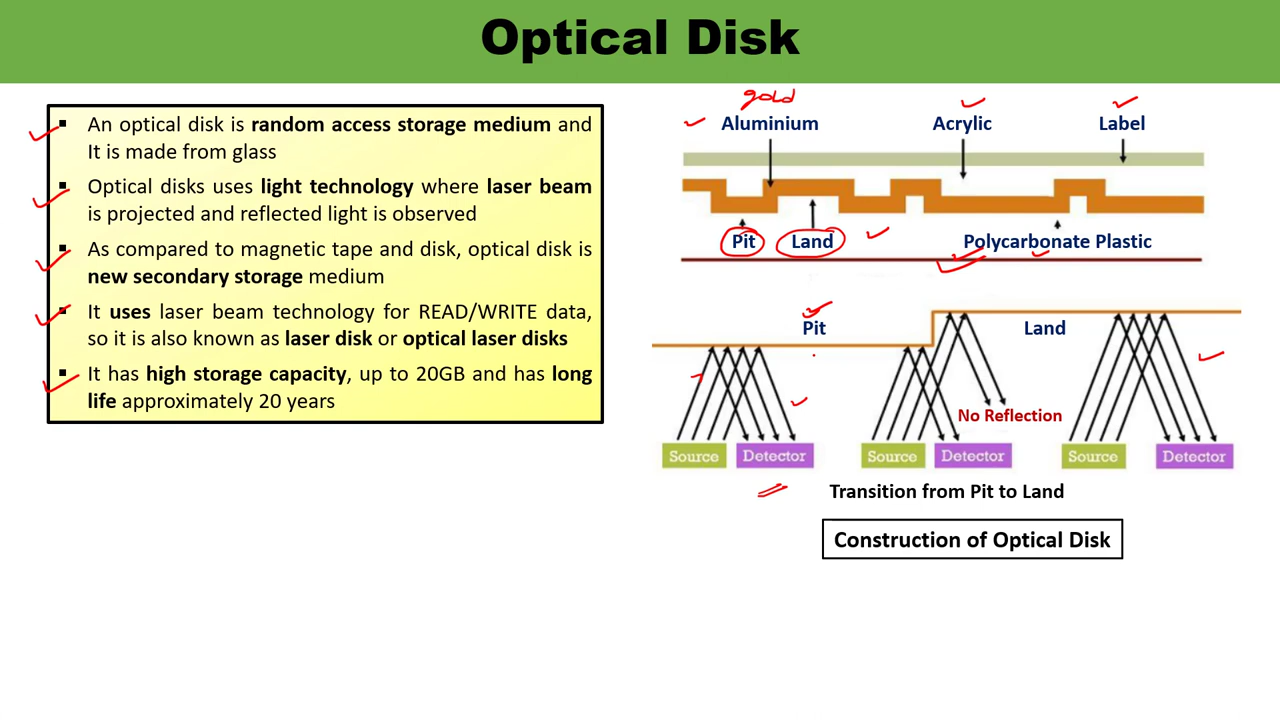 Optical Disk
▪ An optical disk is random access storage medium and
It is made from glass
▪ Optical disks uses light technology where laser beam
is projected and reflected light is observed
▪ As compared to magnetic tape and disk, optical disk is
new secondary storage medium
▪ It uses laser beam technology for READ/WRITE data,
so it is also known as laser disk or optical laser disks
▪ It has high storage capacity, up to 20GB and has long
life approximately 20 years
gold
Aluminium Acrylic Label
Pit Land Polycarbonate Plastic
Pit Land
No Reflection
Source Detector Source Detector Source Detector
Transition from Pit to Land
Construction of Optical Disk